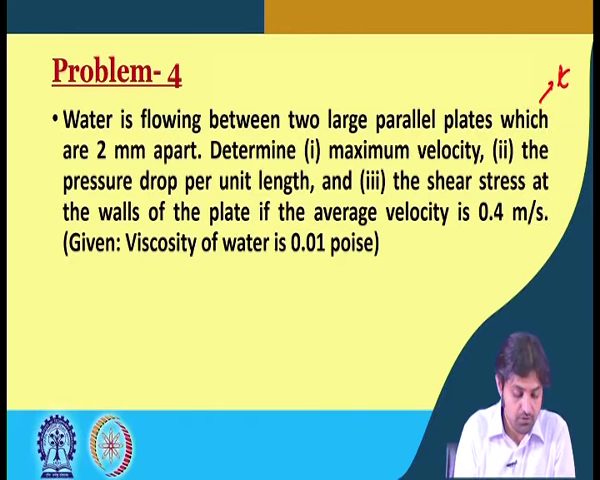 Problem- 4
• Water is flowing between two large parallel plates which
are 2 mm apart. Determine (i) maximum velocity, (ii) the
pressure drop per unit length, and (iii) the shear stress at
the walls of the plate if the average velocity is 0.4 m/s.
(Given: Viscosity of water is 0.01 poise)